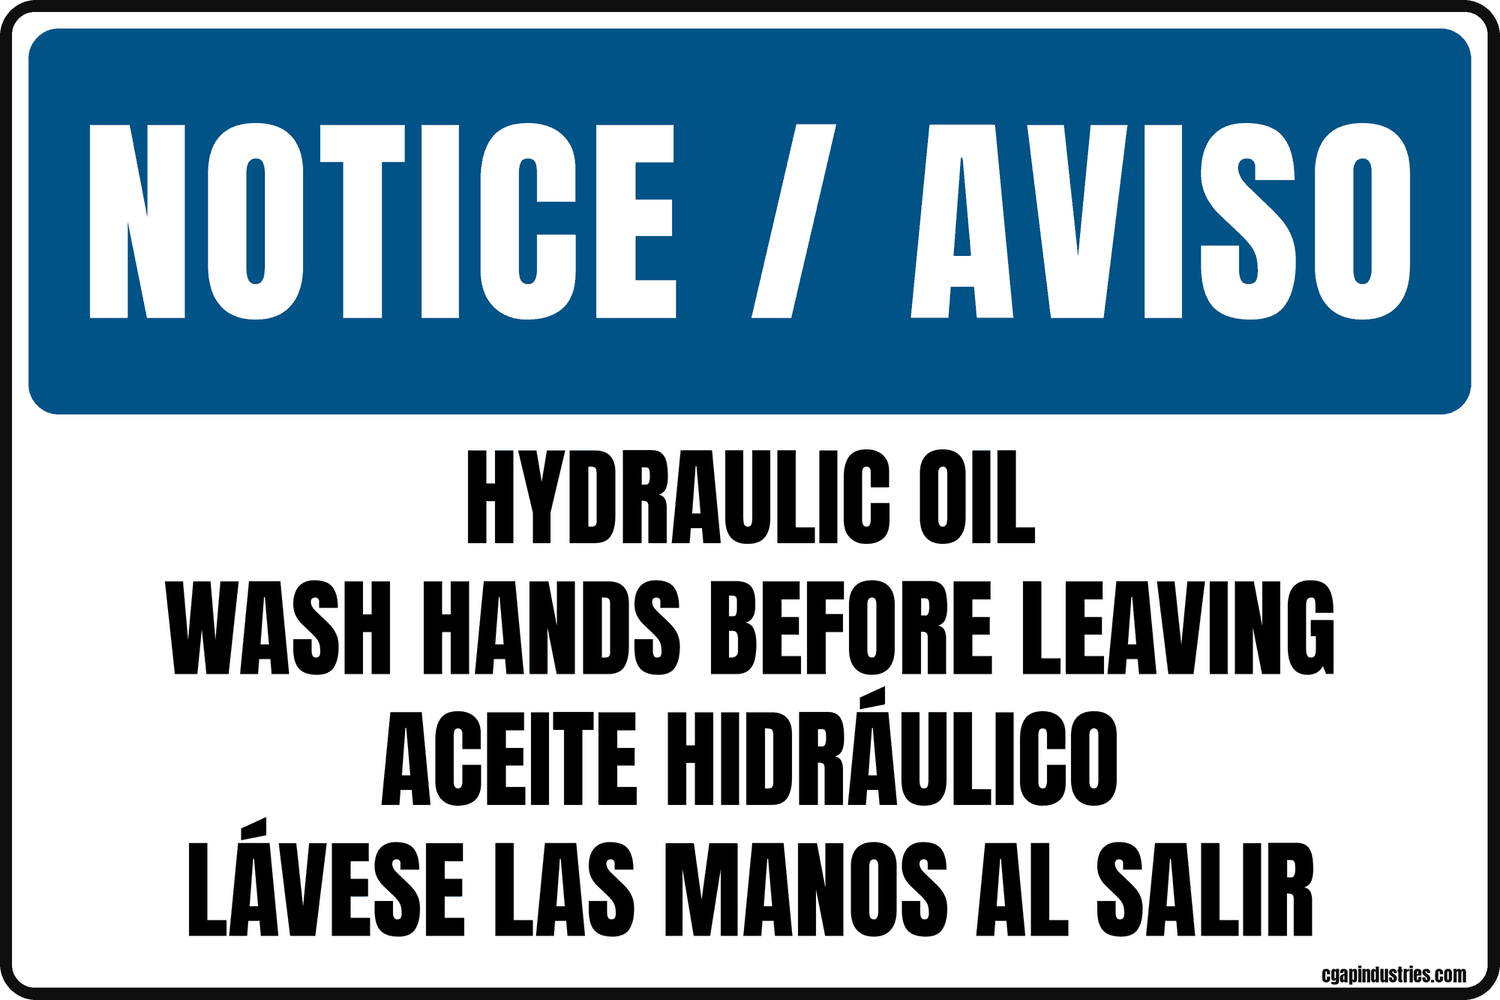 NOTICE / AVISO
HYDRAULIC OIL
WASH HANDS BEFORE LEAVING
ACEITE HIDRÁULICO
LÁVESE LAS MANOS AL SALIR
cgapindustries.com